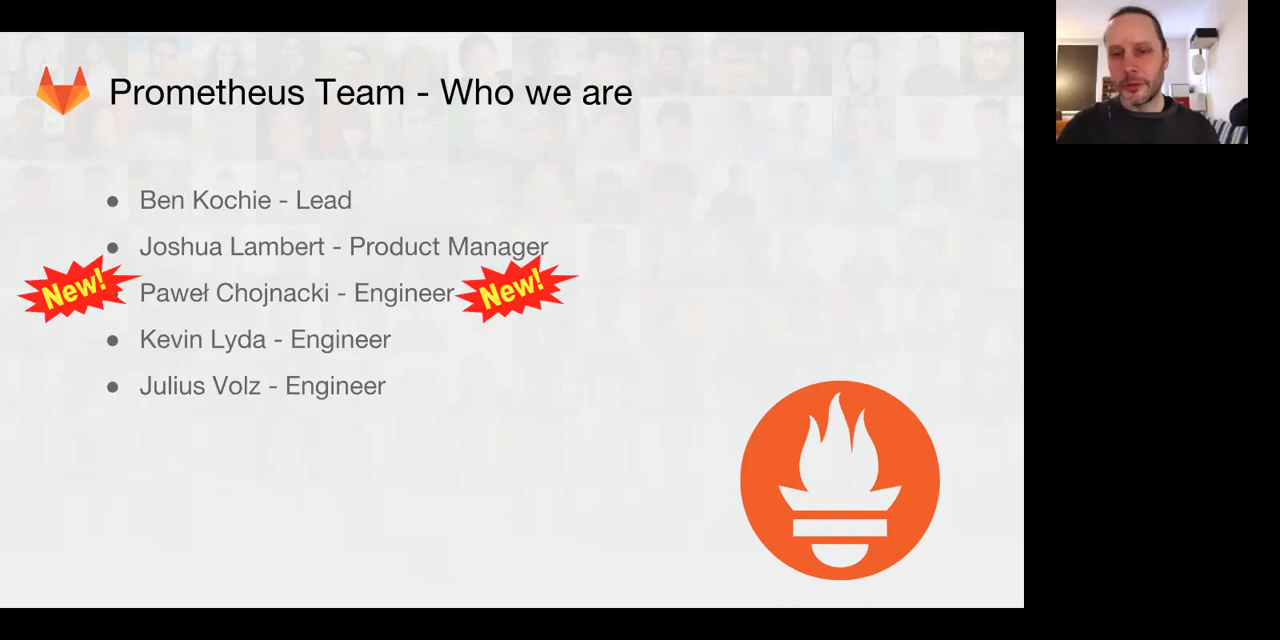 Prometheus Team - Who we are
● Ben Kochie - Lead
● Joshua Lambert - Product Manager
New! Paweł Chojnacki - Engineer New!
● Kevin Lyda - Engineer
● Julius Volz - Engineer